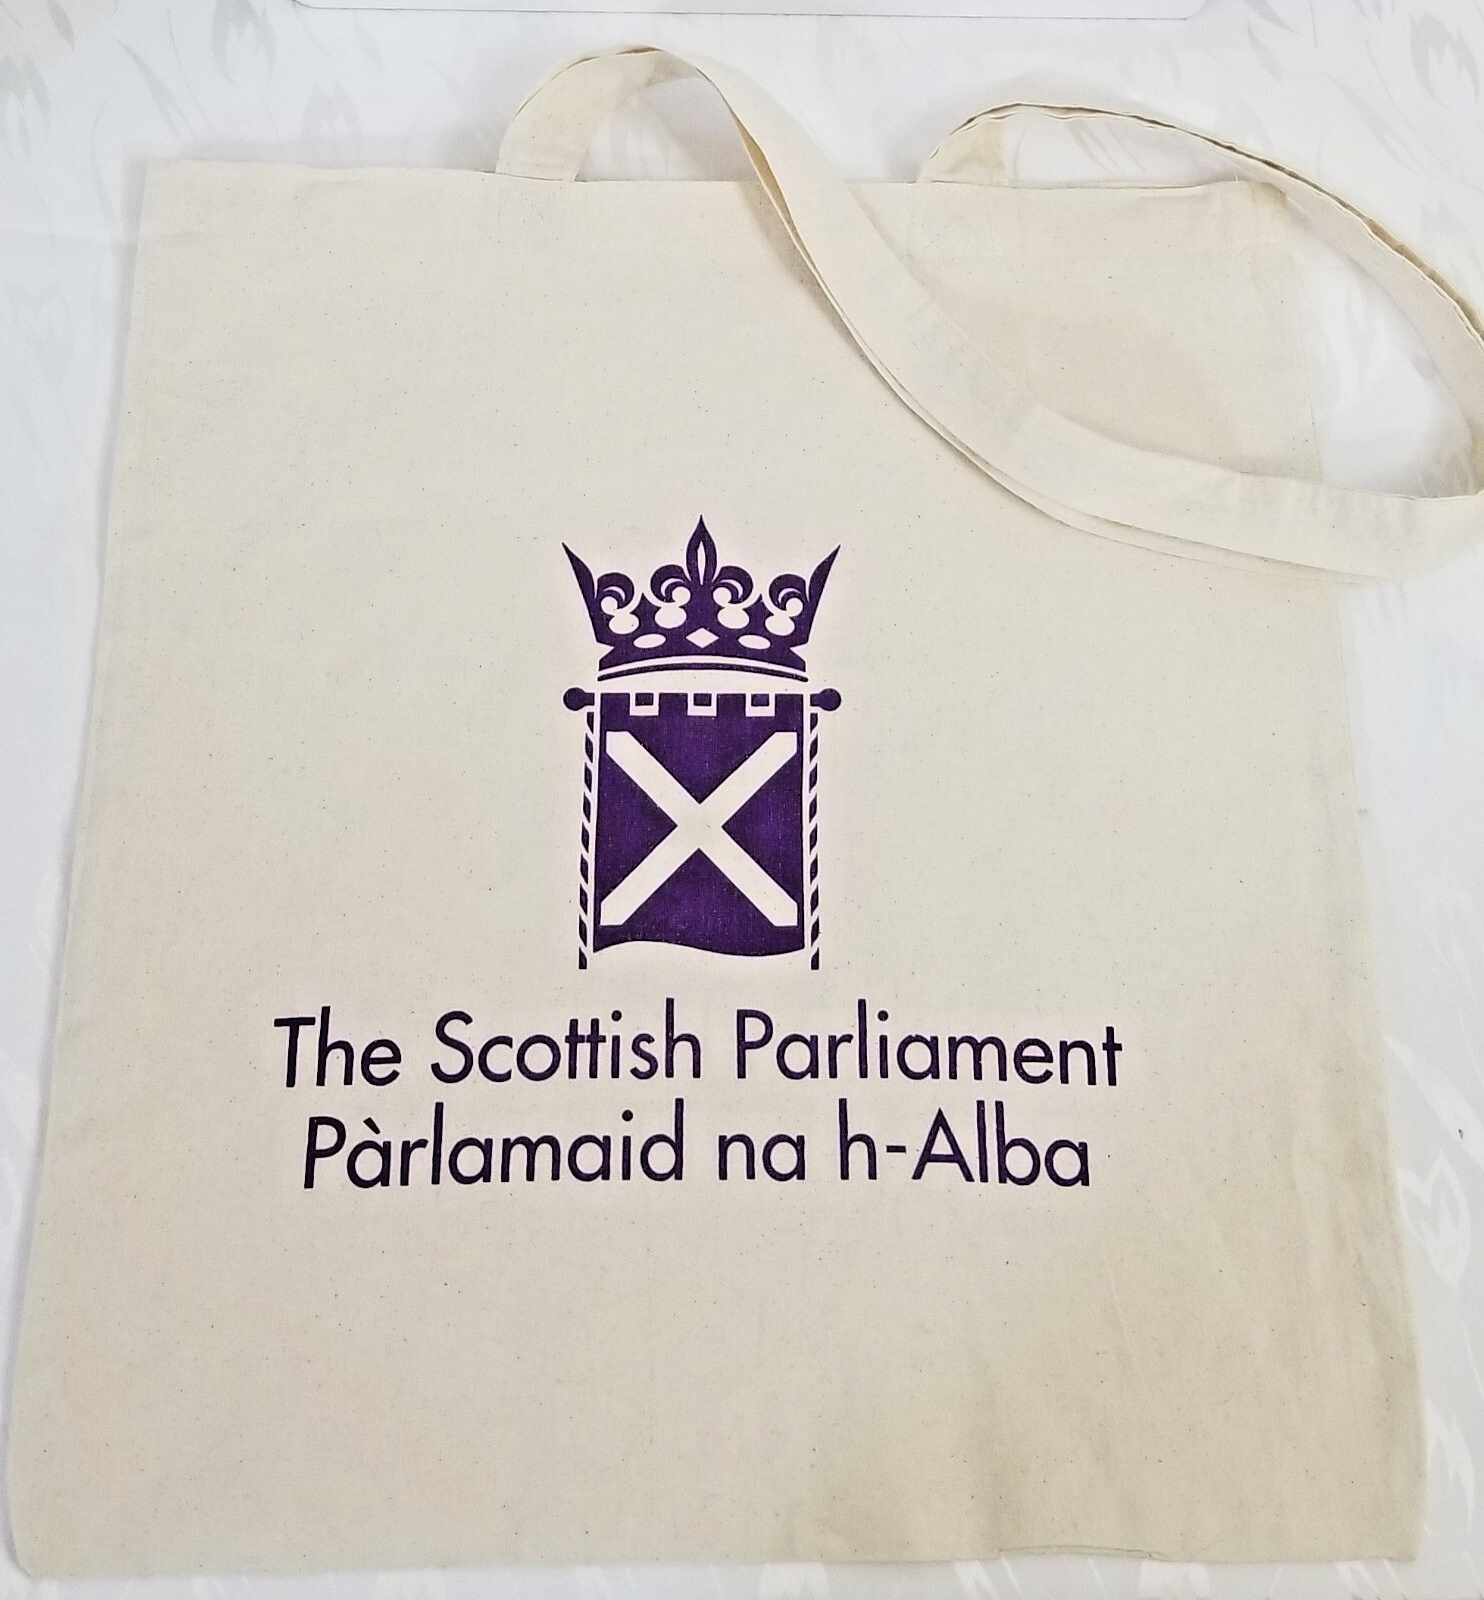 The Scottish Parliament
Pàrlamaid na h-Alba